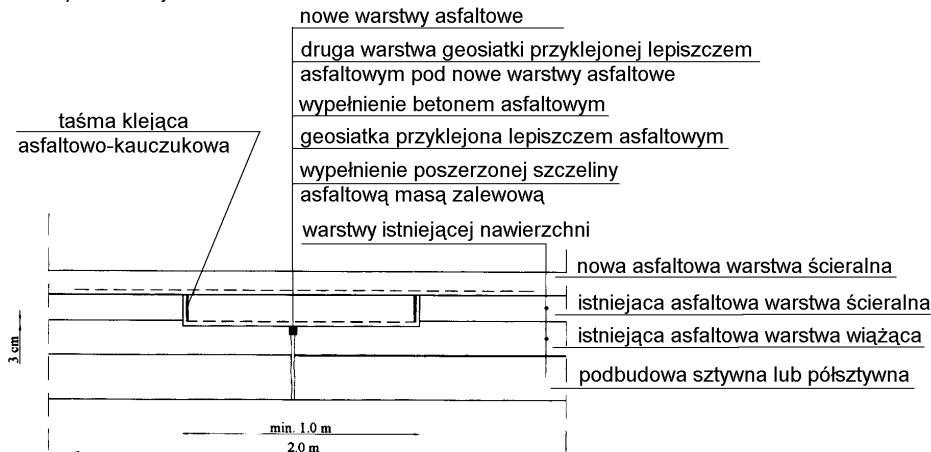 nowe warstwy asfaltowe
druga warstwa geosiatki przyklejonej lepiszczem
asfaltowym pod nowe warstwy asfaltowe
wypełnienie betonem asfaltowym
taśma klejąca
asfaltowo-kauczukowa
geosiatka przyklejona lepiszczem asfaltowym
wypełnienie poszerzonej szczeliny
asfaltową masą zalewową
warstwy istniejącej nawierzchni
nowa asfaltowa warstwa ścieralna
istniejaca asfaltowa warstwa ścieralna
istniejąca asfaltowa warstwa wiążąca
podbudowa sztywna lub półsztywna
3 cm
min. 1.0 m
2.0 m